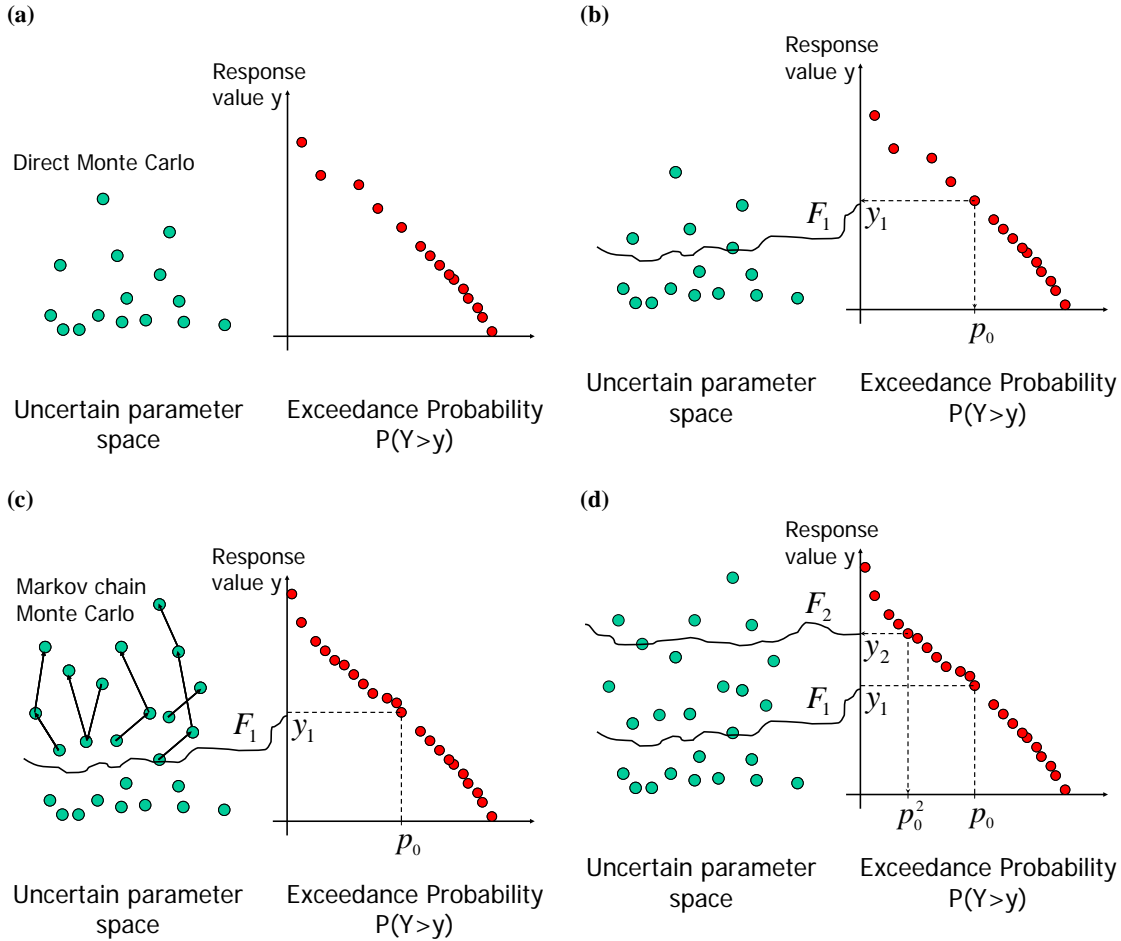 (a)
Response
value y
Direct Monte Carlo
Uncertain parameter
space
Exceedance Probability
P(Y>y)
(b)
Response
value y
F₁
y₁
p₀
Uncertain parameter
space
Exceedance Probability
P(Y>y)
(c)
Response
value y
Markov chain
Monte Carlo
F₁
y₁
p₀
Uncertain parameter
space
Exceedance Probability
P(Y>y)
(d)
Response
value y
F₂
y₂
F₁
y₁
p₀² p₀
Uncertain parameter
space
Exceedance Probability
P(Y>y)